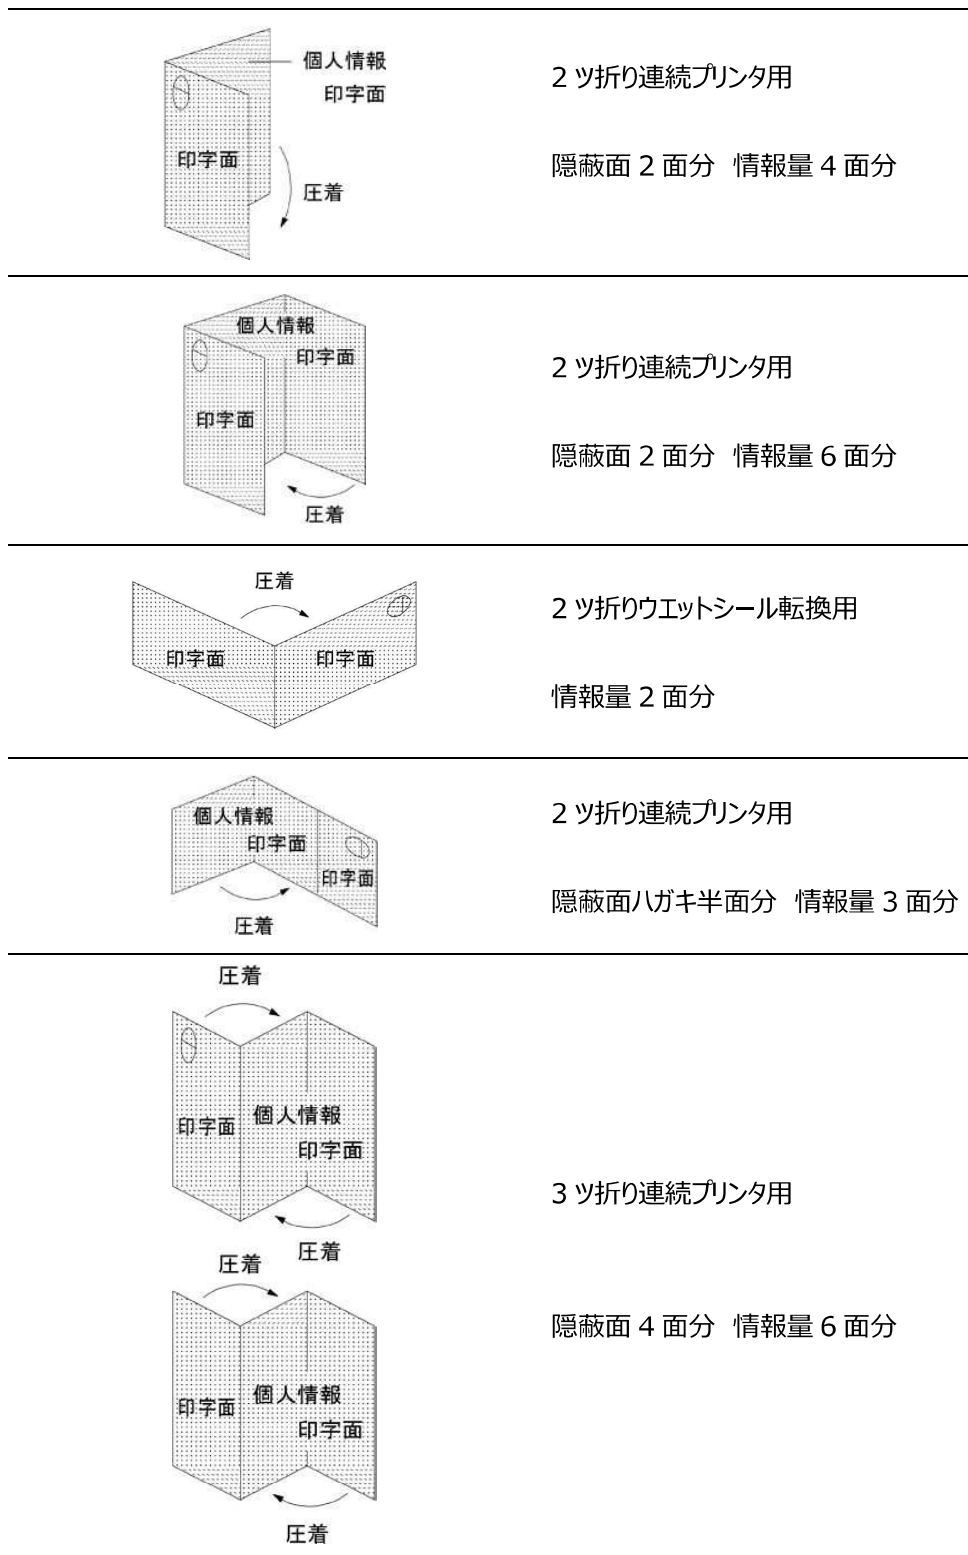 個人情報
印字面
印字面
圧着
2 ツ折り連続プリンタ用
隠蔽面 2 面分 情報量 4 面分
個人情報
印字面
印字面
圧着
2 ツ折り連続プリンタ用
隠蔽面 2 面分 情報量 6 面分
圧着
印字面 印字面
2 ツ折りウエットシール転換用
情報量 2 面分
個人情報
印字面
印字面
圧着
2 ツ折り連続プリンタ用
隠蔽面ハガキ半面分 情報量 3 面分
圧着
個人情報
印字面
印字面
圧着
圧着
個人情報
印字面
印字面
圧着
3 ツ折り連続プリンタ用
隠蔽面 4 面分 情報量 6 面分